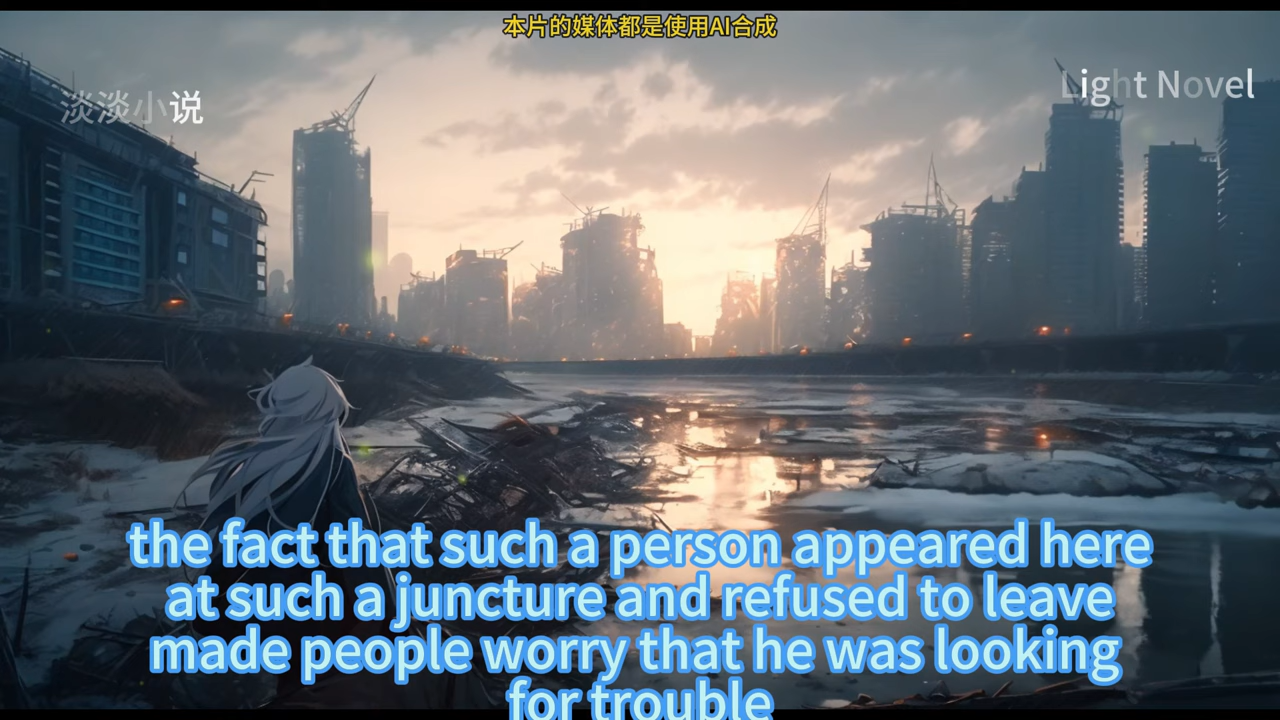 本片的媒体都是使用AI合成
淡淡小说
Light Novel
the fact that such a person appeared here
at such a juncture and refused to leave
made people worry that he was looking
for trouble